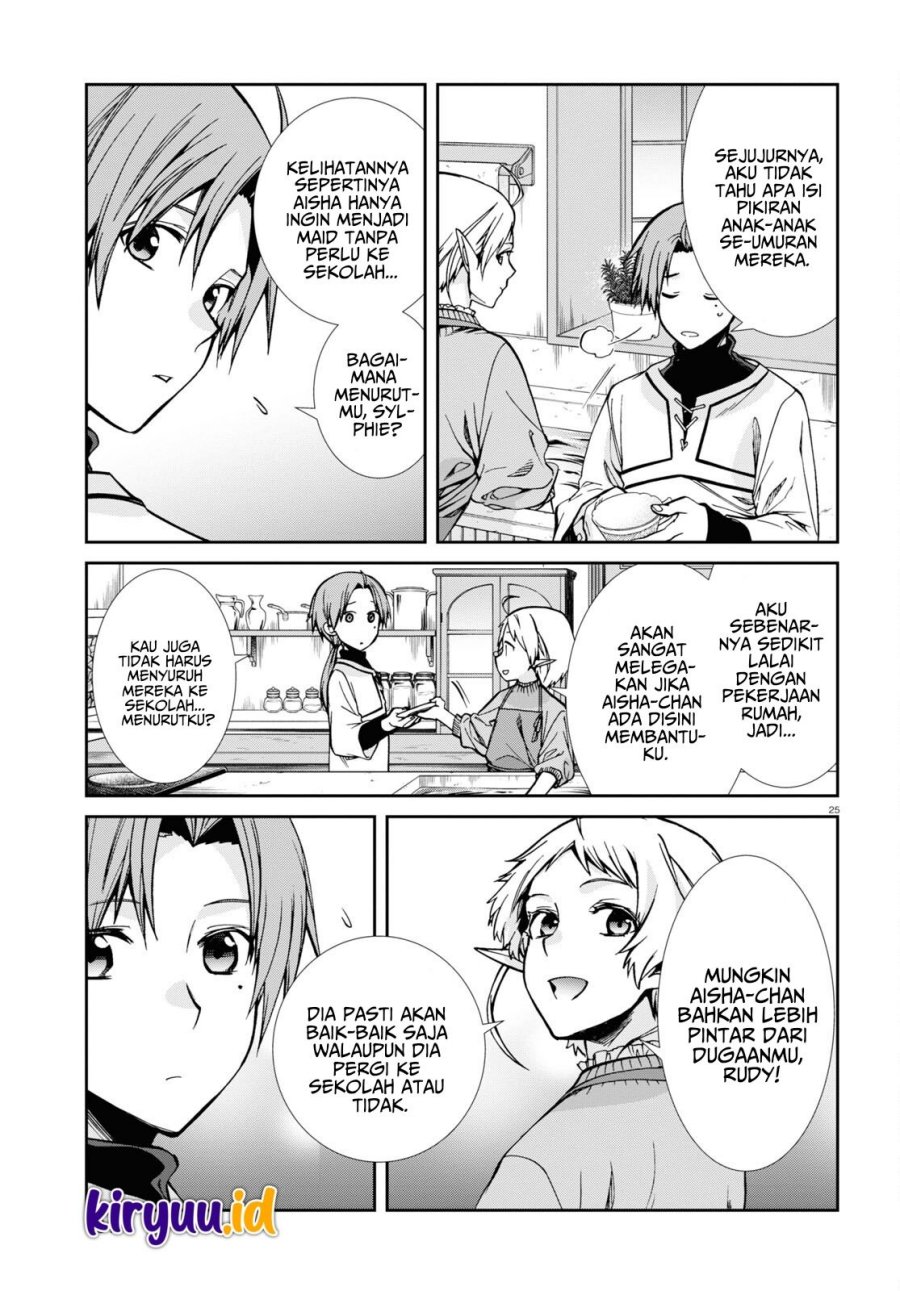 SEJUJURNYA,
AKU TIDAK
TAHU APA ISI
PIKIRAN
ANAK-ANAK
SE-UMURAN
MEREKA.
KELIHATANNYA
SEPERTINYA
AISHA HANYA
INGIN MENJADI
MAID TANPA
PERLU KE
SEKOLAH...
BAGAI-
MANA
MENURUT-
MU, SYL-
PHIE?
AKU
SEBENAR-
NYA SEDIKIT
LALAI
DENGAN
PEKERJAAN
RUMAH,
JADI...
AKAN
SANGAT
MELEGA-
KAN JIKA
AISHA-CHAN
ADA DISINI
MEMBANTU-
KU.
KAU JUGA
TIDAK HARUS
MENYURUH
MEREKA KE
SEKOLAH...
MENURUTKU?
25
MUNGKIN
AISHA-CHAN
BAHKAN LEBIH
PINTAR DARI
DUGAANMU,
RUDY!
DIA PASTI AKAN
BAIK-BAIK SAJA
WALAUPUN DIA
PERGI KE
SEKOLAH ATAU
TIDAK.
kiryuu.id